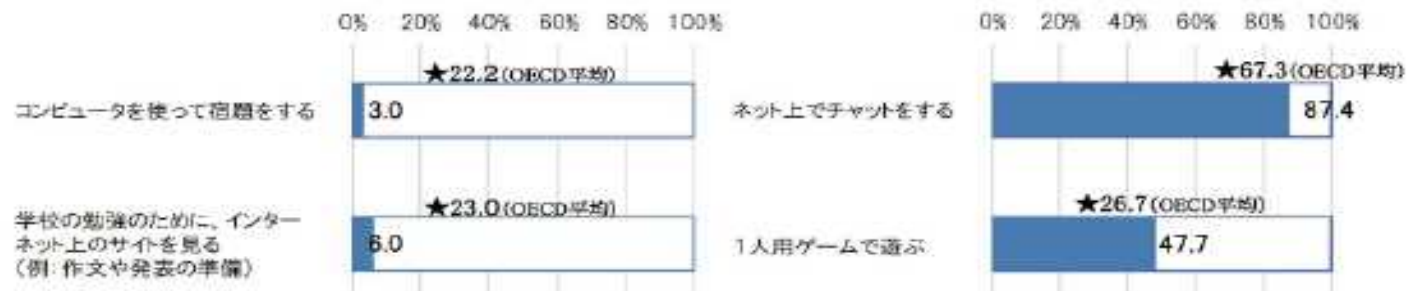 0% 20% 40% 60% 80% 100%
★22.2(OECD平均)
コンピュータを使って宿題をする
3.0
★23.0(OECD平均)
学校の勉強のために、インター
ネット上のサイトを見る
(例:作文や発表の準備)
6.0
0% 20% 40% 60% 80% 100%
★67.3(OECD平均)
ネット上でチャットをする
87.4
★26.7(OECD平均)
1人用ゲームで遊ぶ
47.7